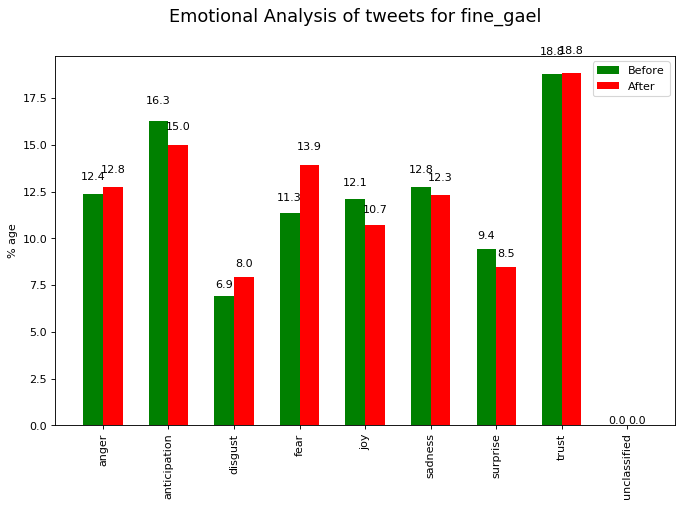 Emotional Analysis of tweets for fine_gael
Before
After
% age
17.5
15.0
12.5
10.0
7.5
5.0
2.5
0.0
12.4
12.8
16.3
15.0
6.9
8.0
11.3
13.9
12.1
10.7
12.8
12.3
9.4
8.5
18.8
18.8
0.0
0.0
anger
anticipation
disgust
fear
joy
sadness
surprise
trust
unclassified